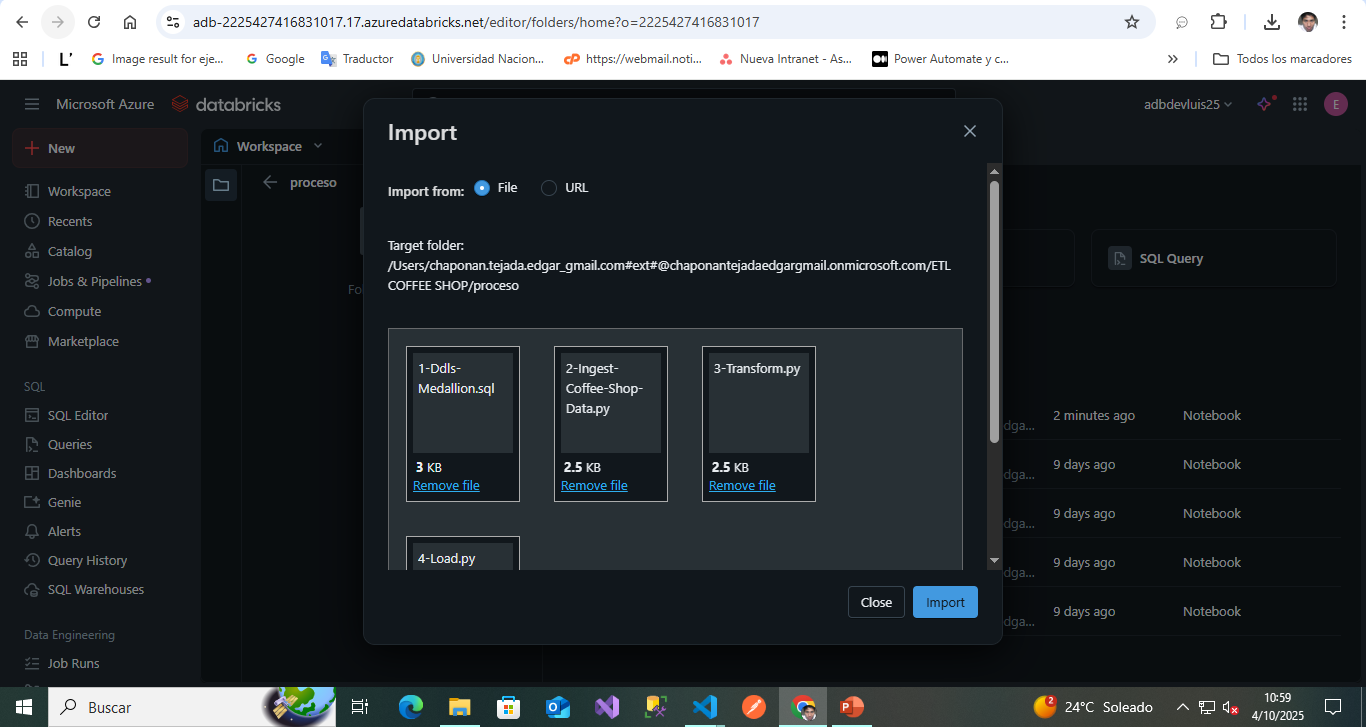 adb-2225427416831017.17.azuredatabricks.net/editor/folders/home?o=2225427416831017
L'
Image result for eje...
Google
Traductor
Universidad Nacion...
https://webmail.noti...
Nueva Intranet - As...
Power Automate y c...
Todos los marcadores
Microsoft Azure
databricks
adbdevluis25
E
New
Workspace
Recents
Catalog
Jobs & Pipelines
Compute
Marketplace
SQL
SQL Editor
Queries
Dashboards
Genie
Alerts
Query History
SQL Warehouses
Data Engineering
Job Runs
Workspace
proceso
Fo
Import
Import from:
File
URL
Target folder:
/Users/chaponan.tejada.edgar_gmail.com#ext#@chaponantejadaedgargmail.onmicrosoft.com/ETL
COFFEE SHOP/proceso
1-Ddls-
Medallion.sql
3 KB
Remove file
2-Ingest-
Coffee-Shop-
Data.py
2.5 KB
Remove file
3-Transform.py
2.5 KB
Remove file
4-Load.py
Close
Import
SQL Query
dga...
2 minutes ago
Notebook
dga...
9 days ago
Notebook
dga...
9 days ago
Notebook
dga...
9 days ago
Notebook
dga...
9 days ago
Notebook
Buscar
2
24°C Soleado
10:59
4/10/2025